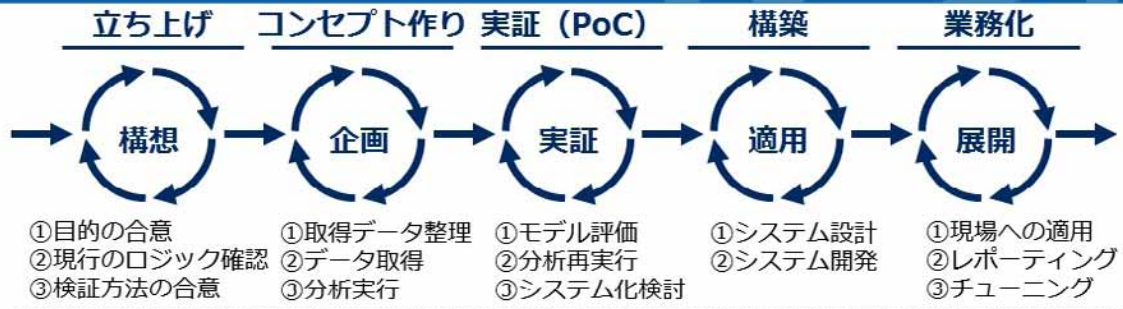 立ち上げ
コンセプト作り
実証（PoC）
構築
業務化
構想
企画
実証
適用
展開
①目的の合意
②現行のロジック確認
③検証方法の合意
①取得データ整理
②データ取得
③分析実行
①モデル評価
②分析再実行
③システム化検討
①システム設計
②システム開発
①現場への適用
②レポーティング
③チューニング